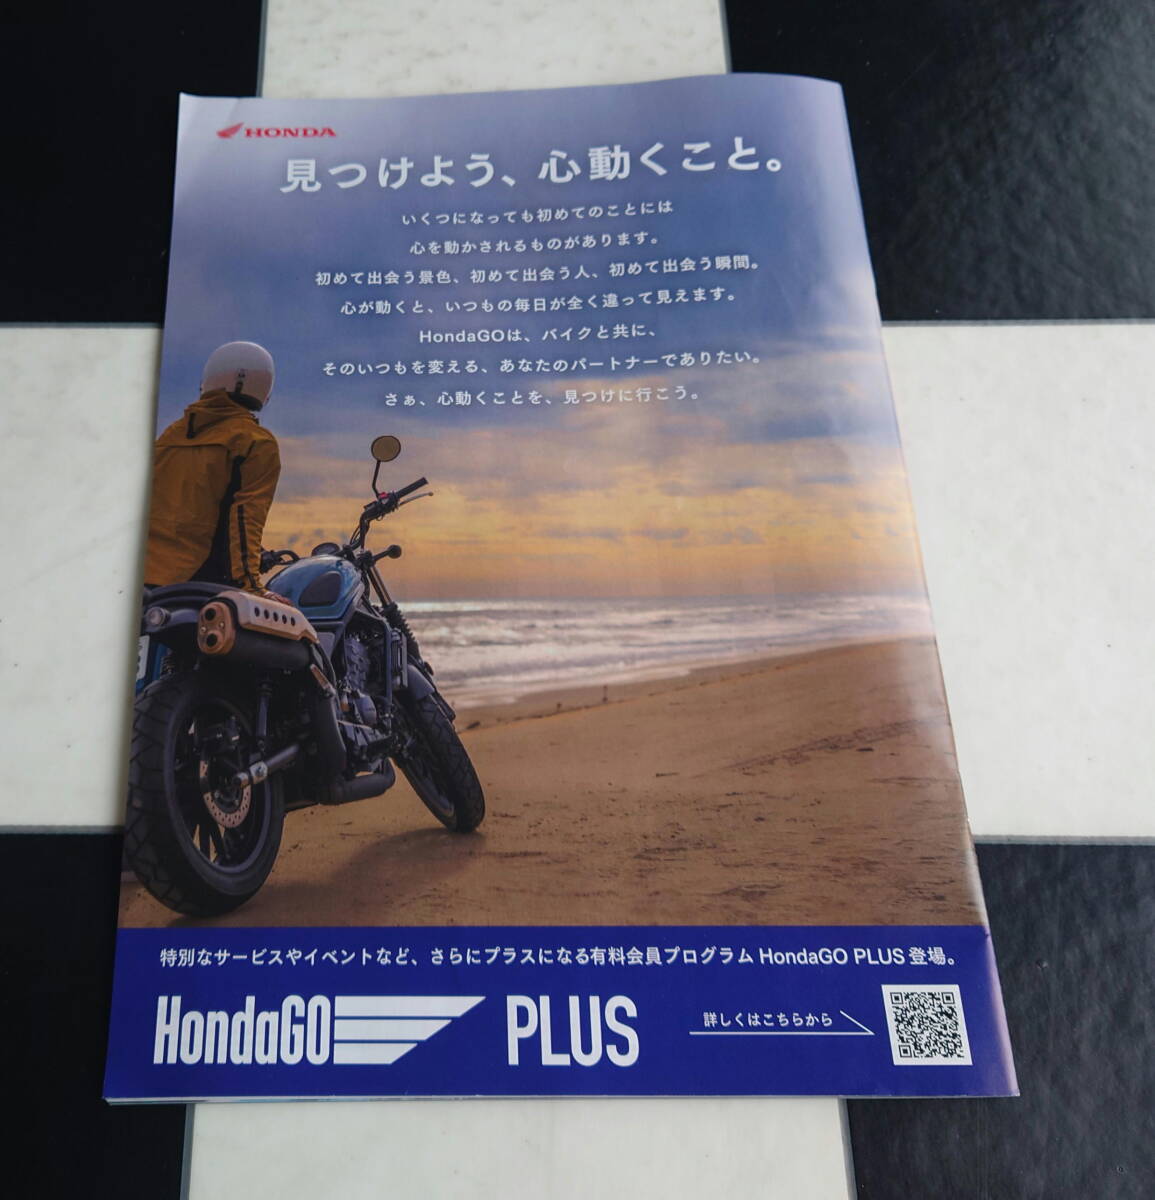 HONDA
見つけよう、心動くこと。
いくつになっても初めてのことには
心を動かされるものがあります。
初めて出会う景色、初めて出会う人、初めて出会う瞬間。
心が動くと、いつもの毎日が全く違って見えます。
HondaGOは、バイクと共に、
そのいつもを変える、あなたのパートナーでありたい。
さぁ、心動くことを、見つけに行こう。
特別なサービスやイベントなど、さらにプラスになる有料会員プログラム HondaGO PLUS 登場。
HondaGO PLUS
詳しくはこちらから